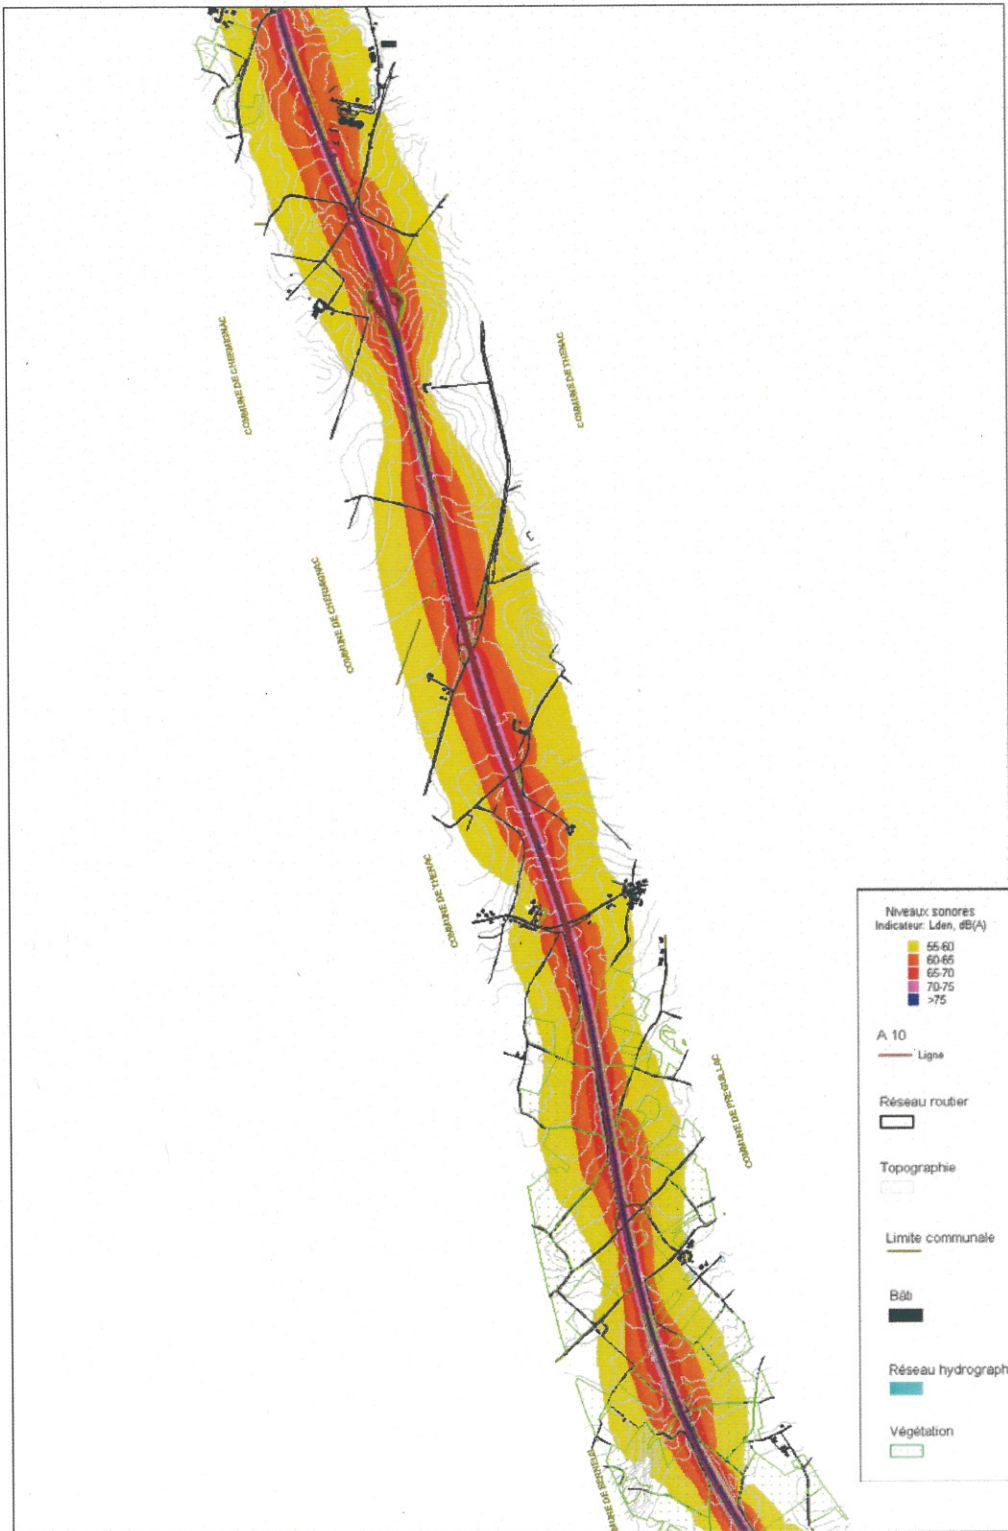 COMMUNE DE CHERMIGNAC
COMMUNE DE THENAC
COMMUNE DE CHERMIGNAC
COMMUNE DE THENAC
COMMUNE DE PREGUILLAC
MUNE DE
Niveaux sonores
Indicateur: Lden, dB(A)
55-60
60-65
65-70
70-75
>75
A 10
Ligne
Réseau routier
Topographie
Limite communale
Bâti
Réseau hydrograph
Végétation